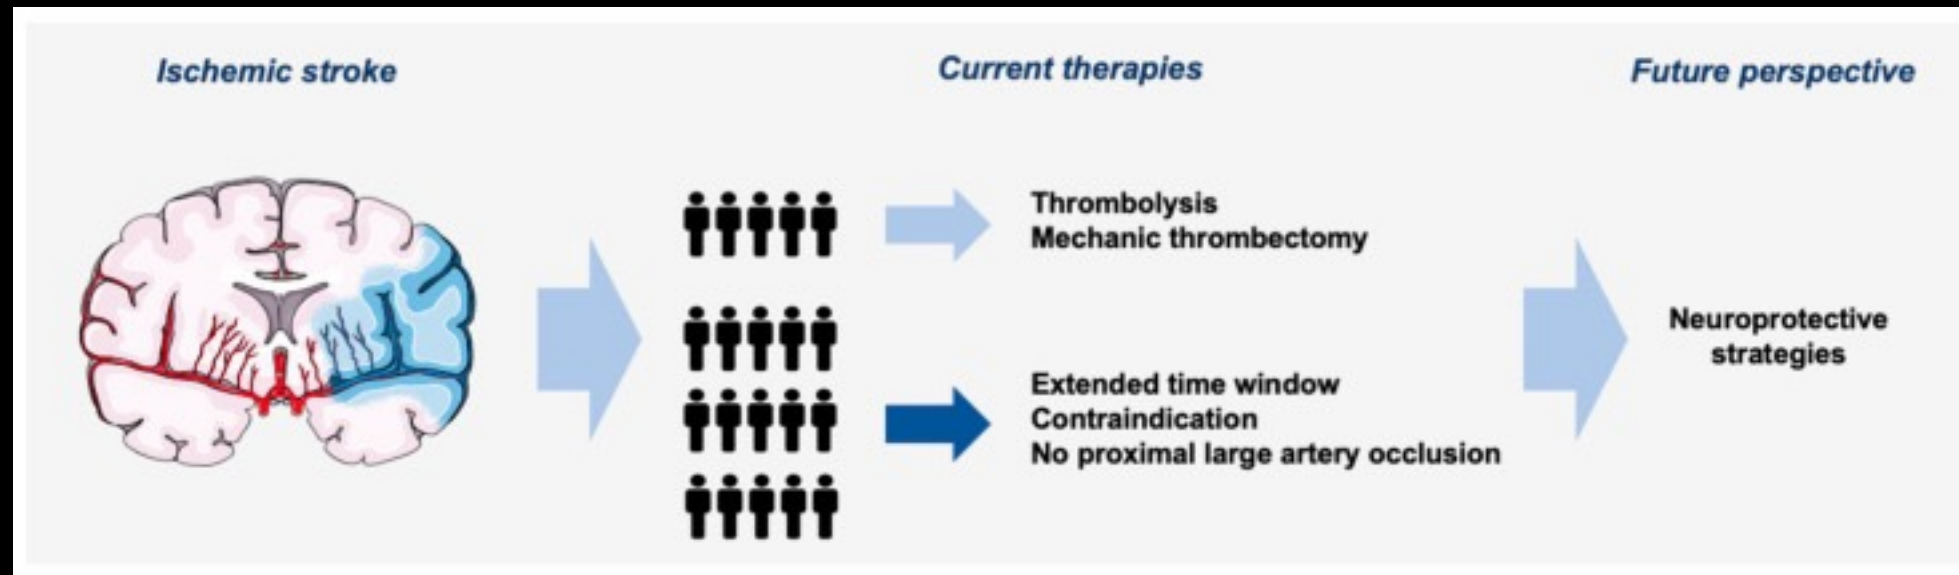 Ischemic stroke
Current therapies
Future perspective
Thrombolysis
Mechanic thrombectomy
Extended time window
Contraindication
No proximal large artery occlusion
Neuroprotective
strategies